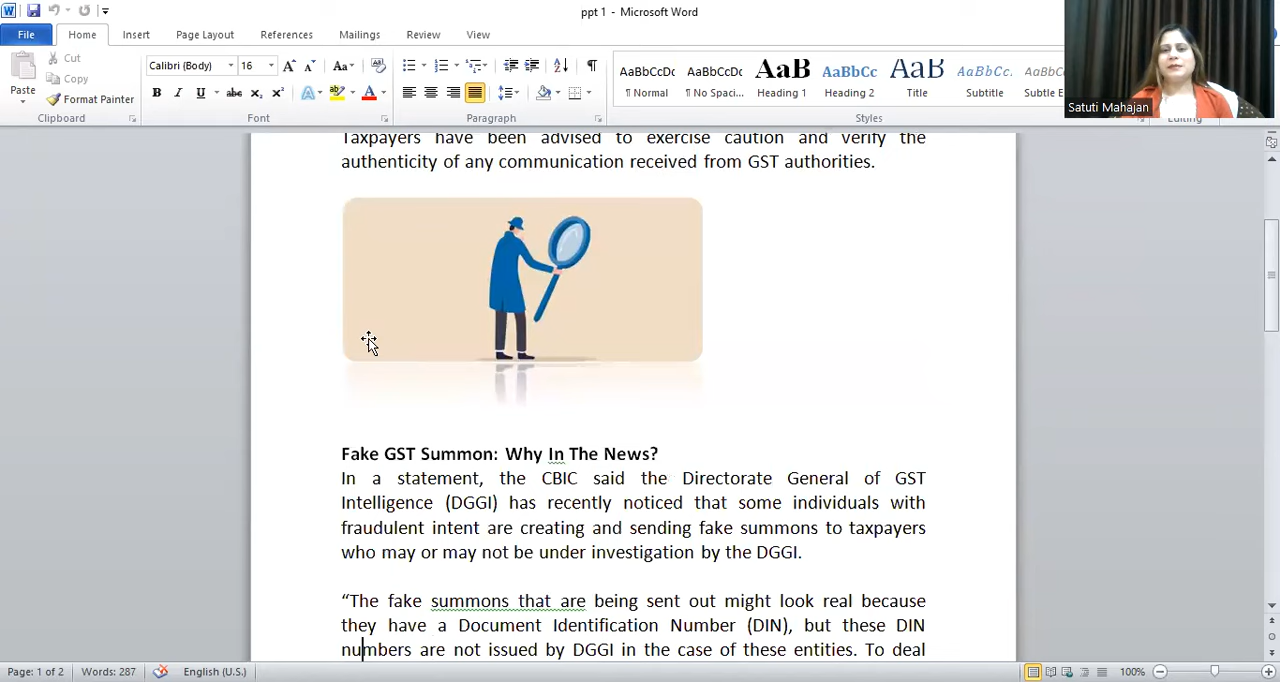 ppt 1 - Microsoft Word
File Home Insert Page Layout References Mailings Review View
Paste
Cut
Copy
Format Painter
Clipboard
Calibri (Body) 16
Font
Paragraph
AaBbCcDc AaBbCcDc AaB AaBbCc AaB AaBbCc. AaBbCc
¶ Normal ¶ No Spaci... Heading 1 Heading 2 Title Subtitle Subtle E
Styles
Editing
Satuti Mahajan
Taxpayers have been advised to exercise caution and verify the
authenticity of any communication received from GST authorities.
Fake GST Summon: Why In The News?
In a statement, the CBIC said the Directorate General of GST
Intelligence (DGGI) has recently noticed that some individuals with
fraudulent intent are creating and sending fake summons to taxpayers
who may or may not be under investigation by the DGGI.
“The fake summons that are being sent out might look real because
they have a Document Identification Number (DIN), but these DIN
numbers are not issued by DGGI in the case of these entities. To deal
Page: 1 of 2 Words: 287 English (U.S.) 100%